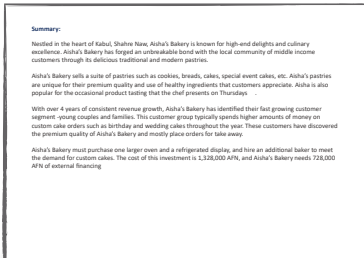 Summary:
Nestled in the heart of Kabul, Shahre Naw, Aisha's Bakery is known for high-end delights and culinary
excellence. Aisha's Bakery has forged an unbreakable bond with the local community of middle income
customers through its delicious traditional and modern pastries.
Aisha's Bakery sells a suite of pastries such as cookies, breads, cakes, special event cakes, etc. Aisha's pastries
are unique for their premium quality and use of healthy ingredients that customers appreciate. Aisha is also
popular for the occasional product tasting that the chef presents on Thursdays .
With over 4 years of consistent revenue growth, Aisha's Bakery has identified their fast growing customer
segment -young couples and families. This customer group typically spends higher amounts of money on
custom cake orders such as birthday and wedding cakes throughout the year. These customers have discovered
the premium quality of Aisha's Bakery and mostly place orders for take away.
Aisha's Bakery must purchase one larger oven and a refrigerated display, and hire an additional baker to meet
the demand for custom cakes. The cost of this investment is 1,328,000 AFN, and Aisha's Bakery needs 728,000
AFN of external financing